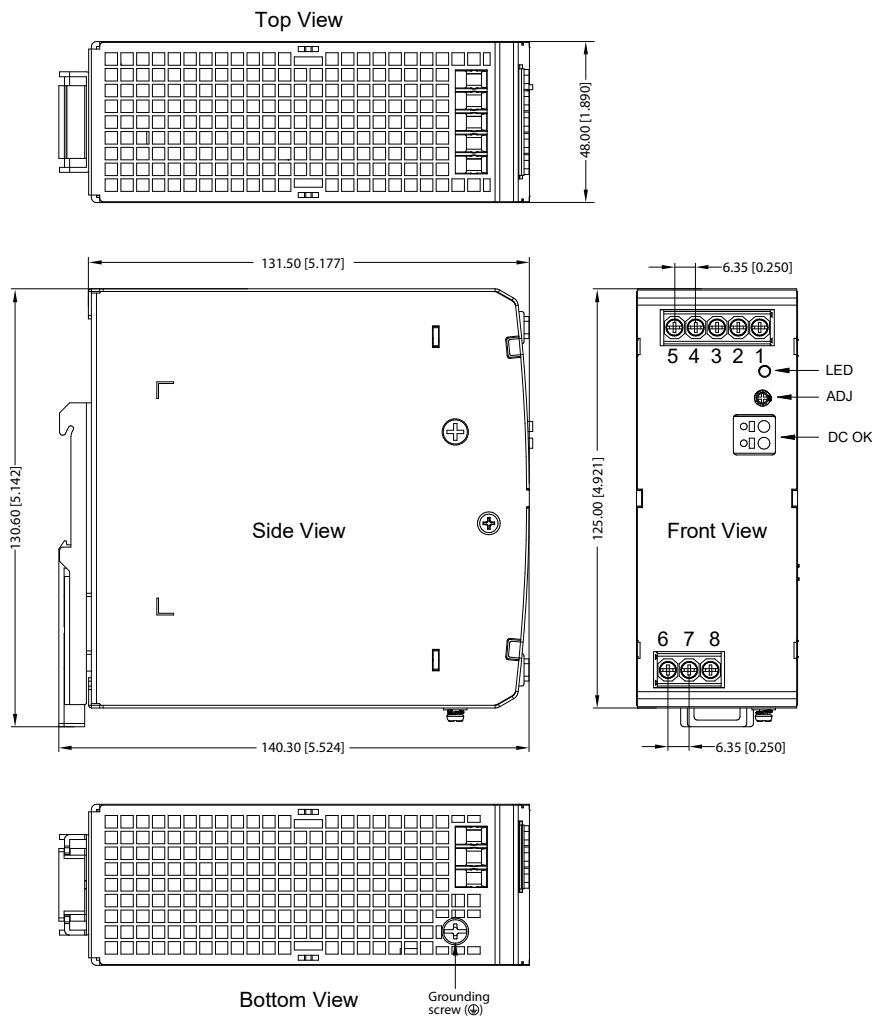 Top View
48.00 [1.890]
131.50 [5.177]
6.35 [0.250]
5 4 3 2 1
LED
ADJ
DC OK
130.60 [5.142]
Side View
125.00 [4.921]
Front View
6 7 8
140.30 [5.524]
6.35 [0.250]
Bottom View
Grounding
screw (⏚)